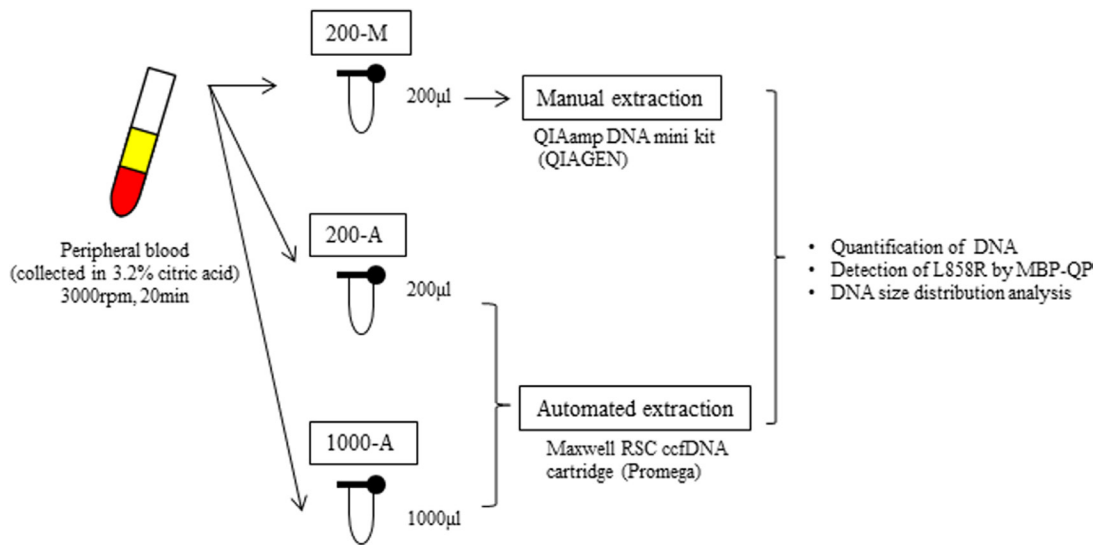 200-M
200μl
Manual extraction
QIAamp DNA mini kit
(QIAGEN)
Peripheral blood
(collected in 3.2% citric acid)
3000rpm, 20min
200-A
200μl
• Quantification of DNA
• Detection of L858R by MBP-QP
• DNA size distribution analysis
Automated extraction
Maxwell RSC ccfDNA
cartridge (Promega)
1000-A
1000μl